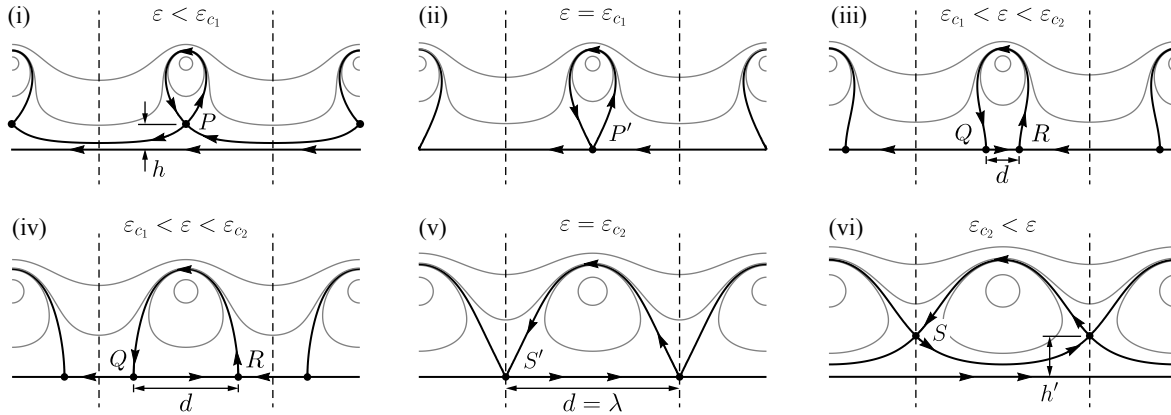 (i) ε < ε_{c_1}
P
h
(ii) ε = ε_{c_1}
P′
(iii) ε_{c_1} < ε < ε_{c_2}
Q R
d
(iv) ε_{c_1} < ε < ε_{c_2}
Q R
d
(v) ε = ε_{c_2}
S′
d = λ
(vi) ε_{c_2} < ε
S
h′